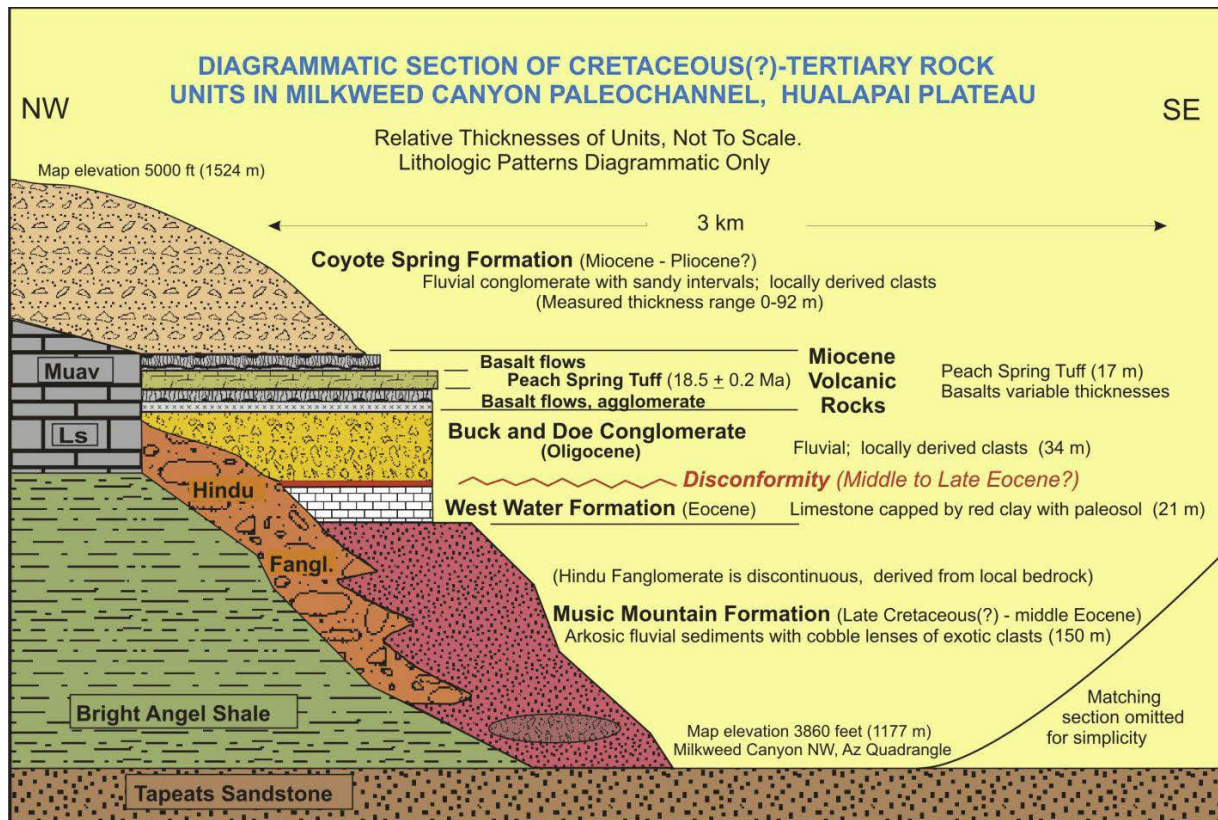 DIAGRAMMATIC SECTION OF CRETACEOUS(?)-TERTIARY ROCK
UNITS IN MILKWEED CANYON PALEOCHANNEL, HUALAPAI PLATEAU
NW
SE
Relative Thicknesses of Units, Not To Scale.
Lithologic Patterns Diagrammatic Only
Map elevation 5000 ft (1524 m)
3 km
Coyote Spring Formation (Miocene - Pliocene?)
Fluvial conglomerate with sandy intervals; locally derived clasts
(Measured thickness range 0-92 m)
Muav
Ls
Basalt flows
Peach Spring Tuff (18.5 ± 0.2 Ma)
Basalt flows, agglomerate
Miocene
Volcanic
Rocks
Peach Spring Tuff (17 m)
Basalts variable thicknesses
Buck and Doe Conglomerate
(Oligocene)
Fluvial; locally derived clasts (34 m)
Disconformity (Middle to Late Eocene?)
West Water Formation (Eocene)
Limestone capped by red clay with paleosol (21 m)
Hindu
Fangl.
(Hindu Fanglomerate is discontinuous, derived from local bedrock)
Music Mountain Formation (Late Cretaceous(?) - middle Eocene)
Arkosic fluvial sediments with cobble lenses of exotic clasts (150 m)
Bright Angel Shale
Map elevation 3860 feet (1177 m)
Milkweed Canyon NW, Az Quadrangle
Matching
section omitted
for simplicity
Tapeats Sandstone